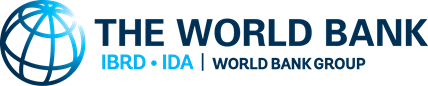 THE WORLD BANK
IBRD • IDA | WORLD BANK GROUP